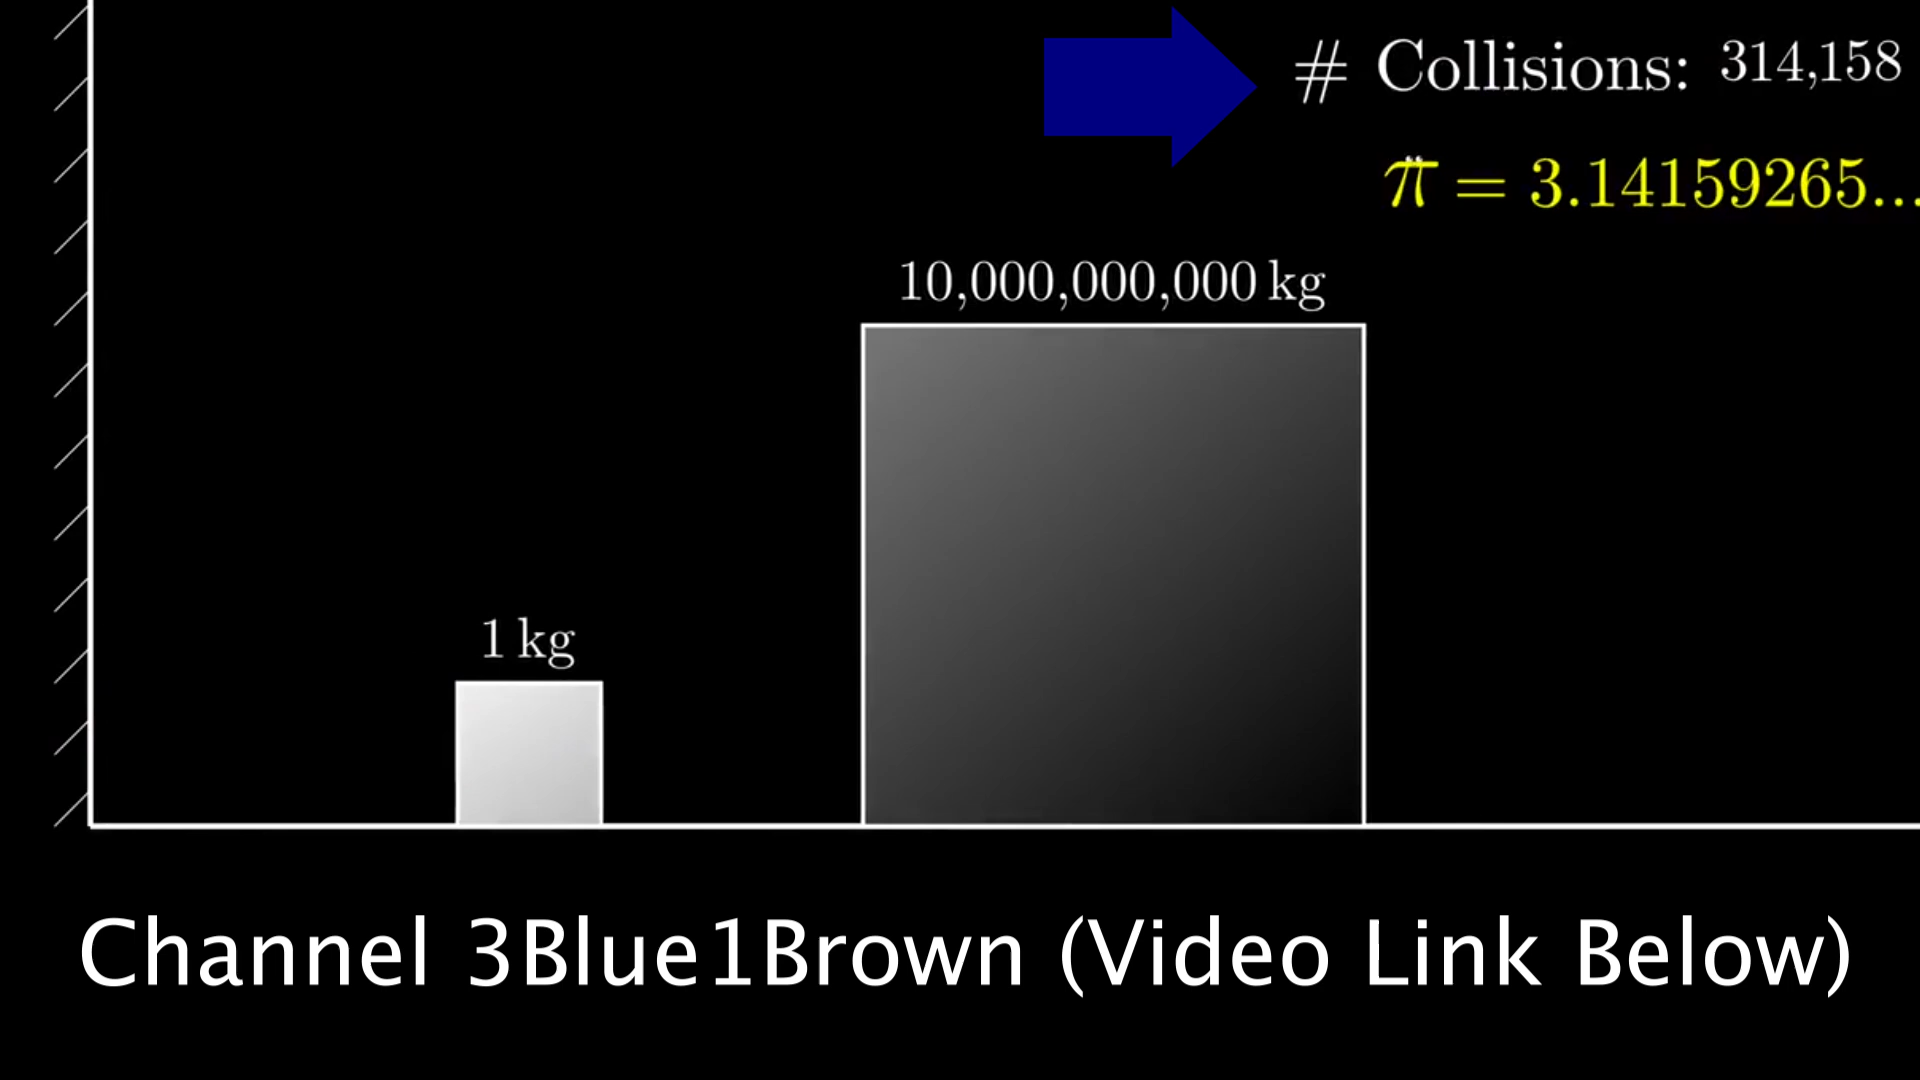 # Collisions: 314,158
π = 3.14159265...
10,000,000,000 kg
1 kg
Channel 3Blue1Brown (Video Link Below)